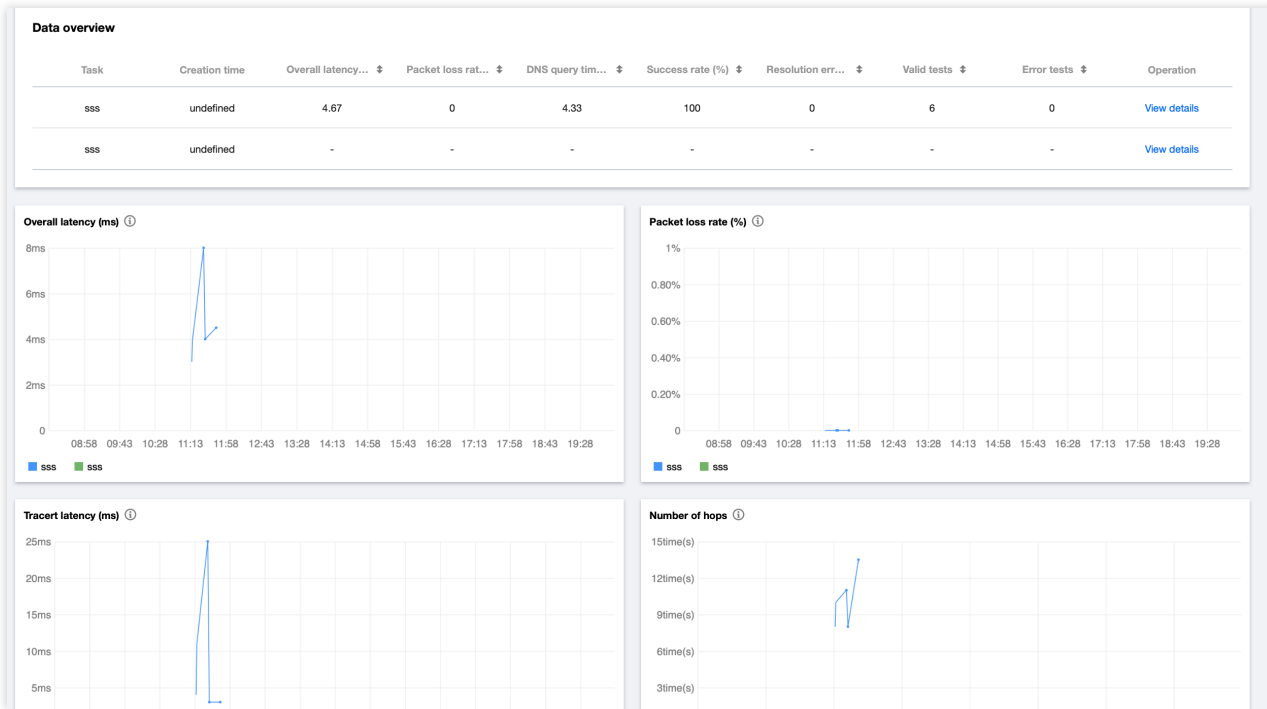 Data overview
Task Creation time Overall latency... Packet loss rat... DNS query tim... Success rate (%) Resolution err... Valid tests Error tests Operation
sss undefined 4.67 0 4.33 100 0 6 0 View details
sss undefined - - - - - - - View details
Overall latency (ms)
8ms
6ms
4ms
2ms
0
08:58 09:43 10:28 11:13 11:58 12:43 13:28 14:13 14:58 15:43 16:28 17:13 17:58 18:43 19:28
sss sss
Packet loss rate (%)
1%
0.80%
0.60%
0.40%
0.20%
0
08:58 09:43 10:28 11:13 11:58 12:43 13:28 14:13 14:58 15:43 16:28 17:13 17:58 18:43 19:28
sss sss
Tracert latency (ms)
25ms
20ms
15ms
10ms
5ms
Number of hops
15time(s)
12time(s)
9time(s)
6time(s)
3time(s)